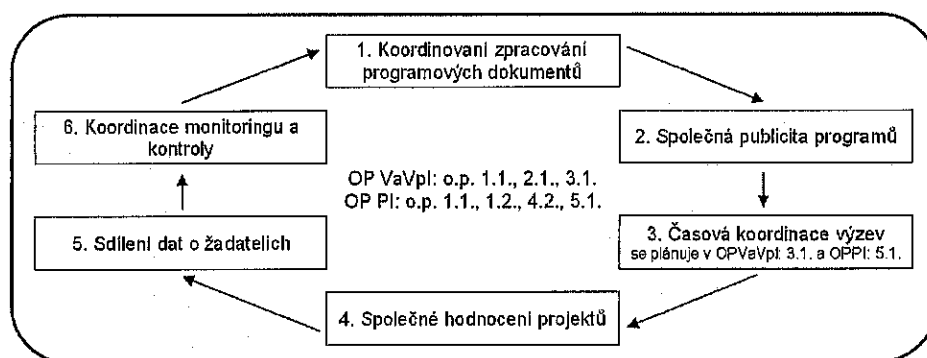 1. Koordinovaní zpracování
programových dokumentů
2. Společná publicita programů
3. Časová koordinace výzev
se plánuje v OPVaVpI: 3.1. a OPPI: 5.1.
4. Společné hodnocení projektů
5. Sdílení dat o žadatelích
6. Koordinace monitoringu a
kontroly
OP VaVpI: o.p. 1.1., 2.1., 3.1.
OP PI: o.p. 1.1., 1.2., 4.2., 5.1.